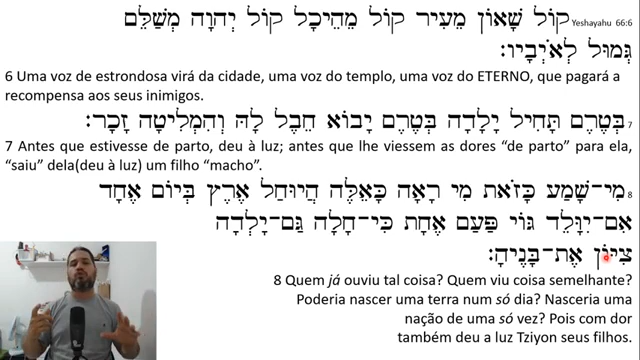 Yeshayahu 66:6 קוֹל שָׁאוֹן מֵעִיר קוֹל מֵהֵיכָל קוֹל יְהוָה מְשַׁלֵּם
גְּמוּל לְאֹיְבָיו׃
6 Uma voz de estrondosa virá da cidade, uma voz do templo, uma voz do ETERNO, que pagará a
recompensa aos seus inimigos.
7 בְּטֶרֶם תָּחִיל יָלָדָה בְּטֶרֶם יָבוֹא חֵבֶל לָהּ וְהִמְלִיטָה זָכָר׃
7 Antes que estivesse de parto, deu à luz; antes que lhe viessem as dores “de parto” para ela,
“saiu” dela(deu à luz) um filho “macho”.
8 מִי־שָׁמַע כָּזֹאת מִי רָאָה כָּאֵלֶּה הֲיוּחַל אֶרֶץ בְּיוֹם אֶחָד
אִם־יִוָּלֵד גּוֹי פַּעַם אֶחָת כִּי־חָלָה גַּם־יָלְדָה
צִיּוֹן אֶת־בָּנֶיהָ׃
8 Quem já ouviu tal coisa? Quem viu coisa semelhante?
Poderia nascer uma terra num só dia? Nasceria uma
nação de uma só vez? Pois com dor
também deu a luz Tziyon seus filhos.